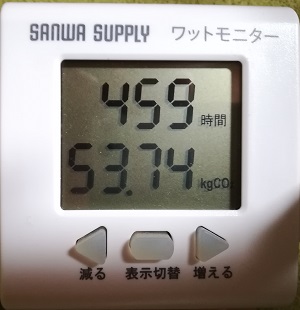 SANWA SUPPLY ワットモニター
459 時間
53.74 kgCO₂
減る 表示切替 増える